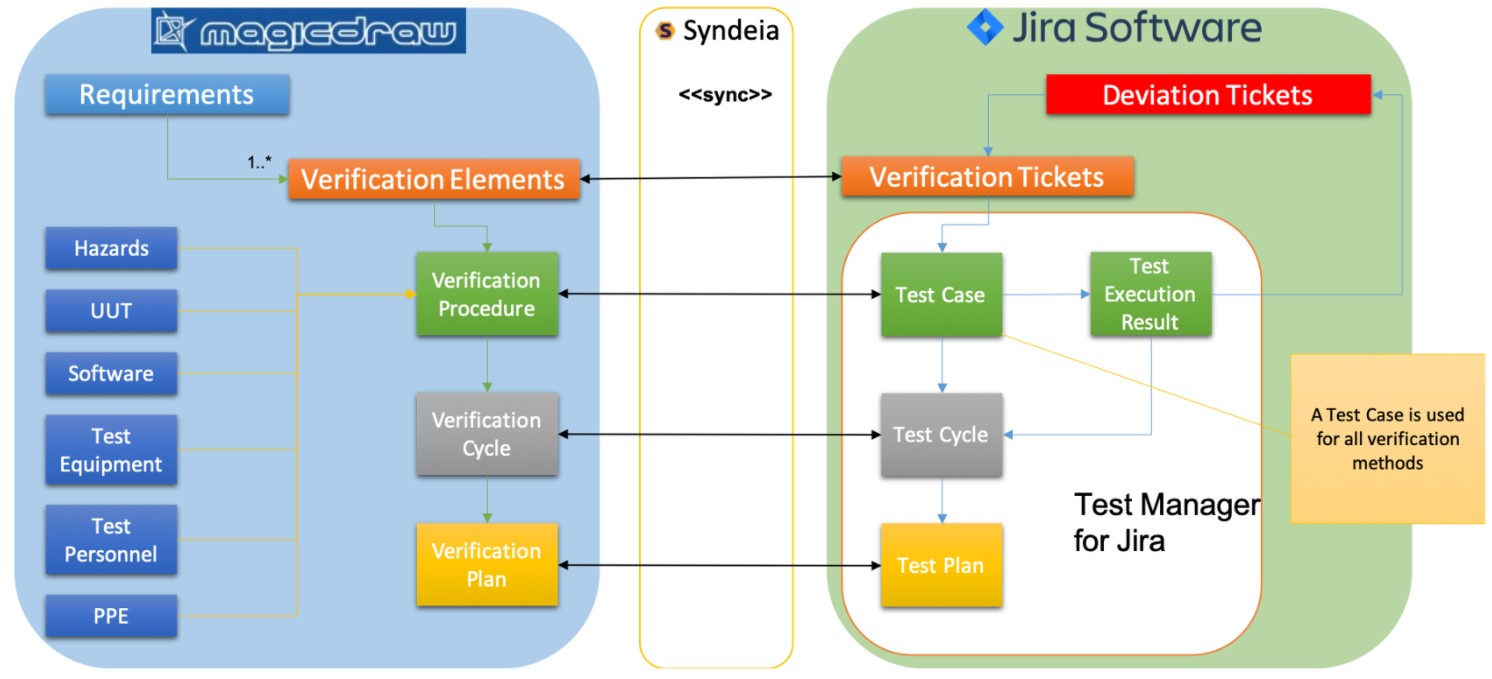 magicdraw
Requirements
1..*
Verification Elements
Hazards
UUT
Software
Test
Equipment
Test
Personnel
PPE
Verification
Procedure
Verification
Cycle
Verification
Plan
S
Syndeia
<<sync>>
Jira Software
Deviation Tickets
Verification Tickets
Test Case
Test
Execution
Result
Test Cycle
Test Plan
Test Manager
for Jira
A Test Case is used
for all verification
methods